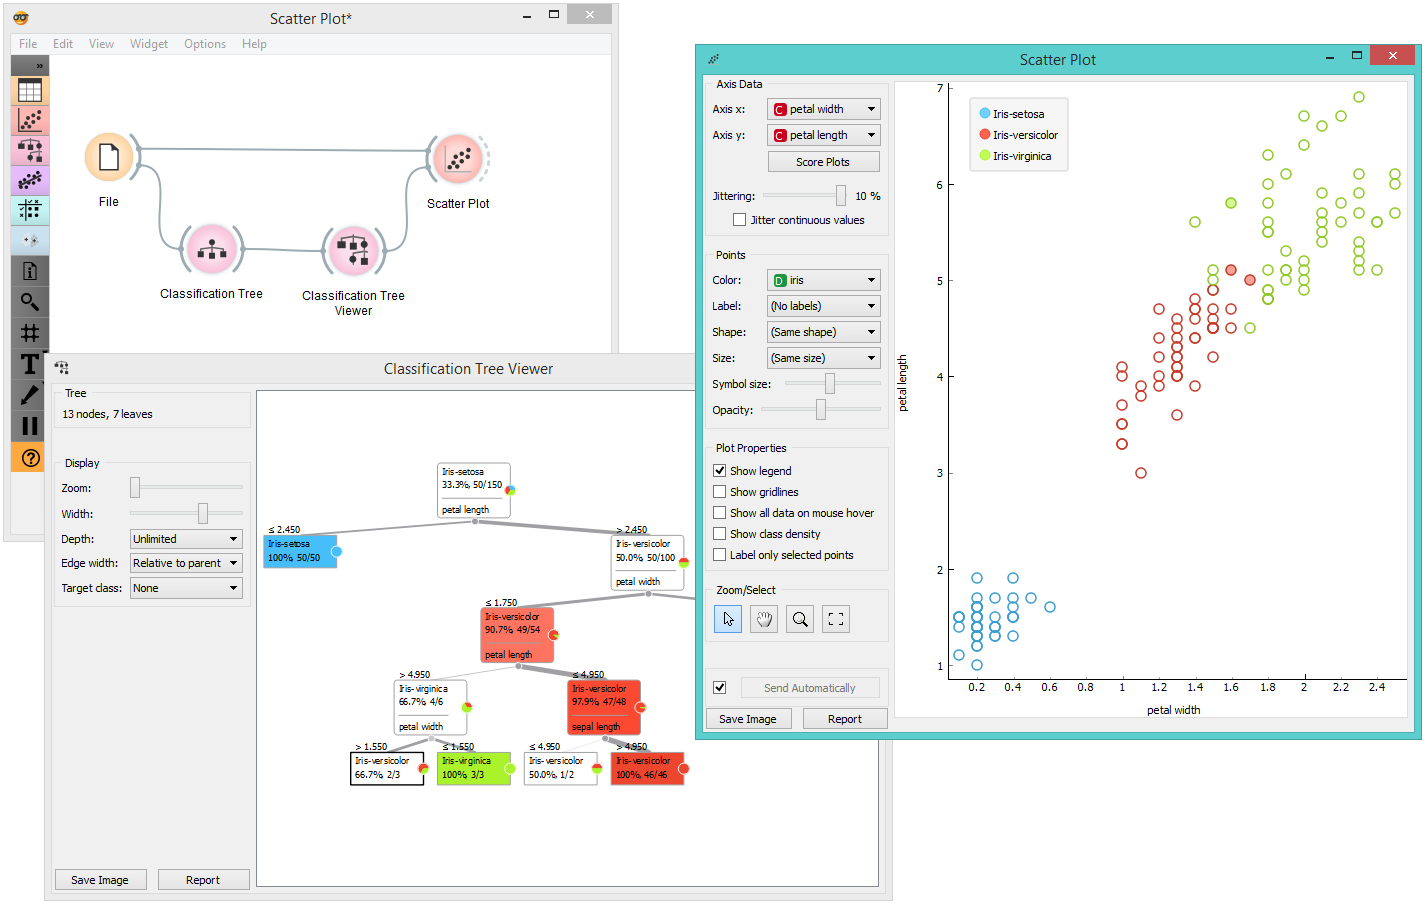 Scatter Plot*
File Edit View Widget Options Help
»
File
Scatter Plot
Classification Tree
Classification Tree
Viewer
T
?
Classification Tree Viewer
Tree
13 nodes, 7 leaves
Display
Zoom:
Width:
Depth: Unlimited
Edge width: Relative to parent
Target class: None
Save Image Report
Iris-setosa
33.3%, 50/150
petal length
≤ 2.450
Iris-setosa
100%, 50/50
> 2.450
Iris-versicolor
50.0%, 50/100
petal width
≤ 1.750
Iris-versicolor
90.7%, 49/54
petal length
> 4.950
Iris-virginica
66.7%, 4/6
petal width
≤ 4.950
Iris-versicolor
97.9%, 47/48
sepal length
> 1.550
Iris-versicolor
66.7%, 2/3
≤ 1.550
Iris-virginica
100%, 3/3
≤ 4.950
Iris-versicolor
50.0%, 1/2
> 4.950
Iris-versicolor
100%, 46/46
Scatter Plot
Axis Data
Axis x: C petal width
Axis y: C petal length
Score Plots
Jittering: 10 %
Jitter continuous values
Points
Color: D iris
Label: (No labels)
Shape: (Same shape)
Size: (Same size)
Symbol size:
Opacity:
Plot Properties
Show legend
Show gridlines
Show all data on mouse hover
Show class density
Label only selected points
Zoom/Select
Send Automatically
Save Image Report
Iris-setosa
Iris-versicolor
Iris-virginica
7
6
5
4
3
2
1
petal length
0.2 0.4 0.6 0.8 1 1.2 1.4 1.6 1.8 2 2.2 2.4
petal width